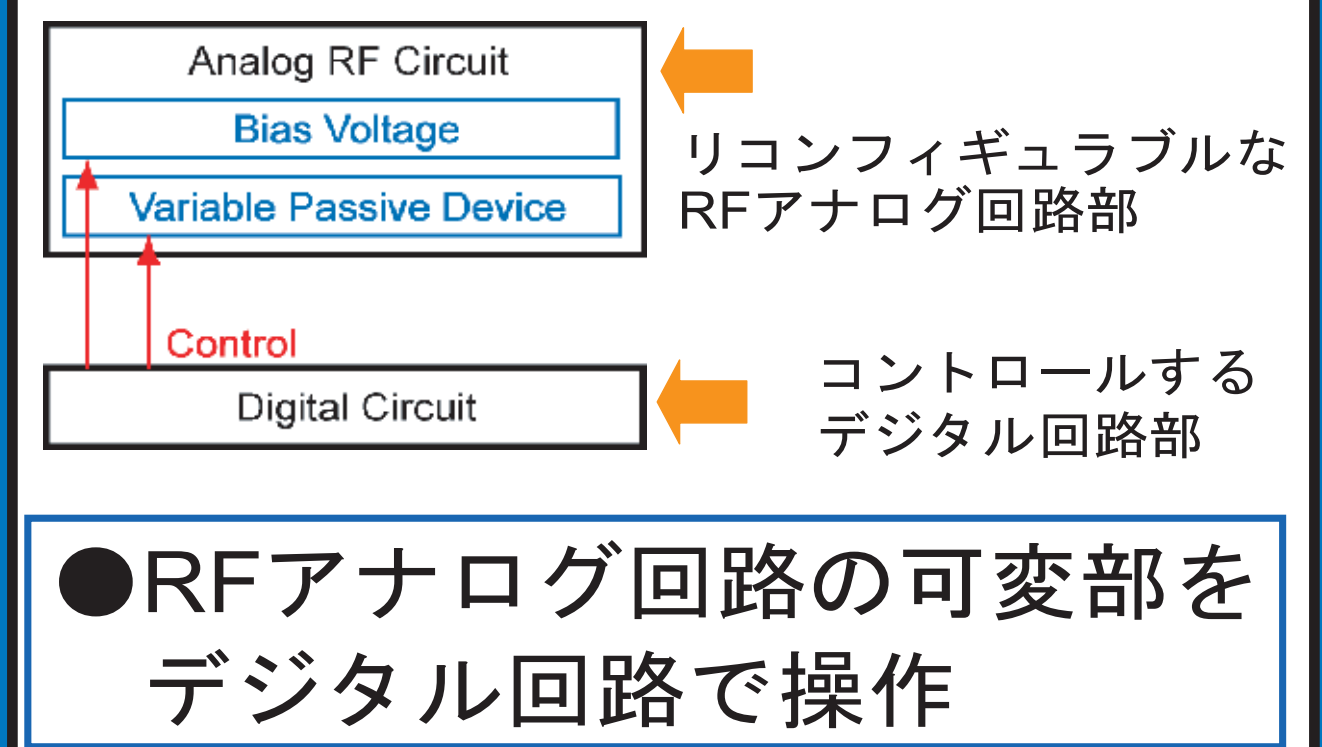 Analog RF Circuit
Bias Voltage
Variable Passive Device
リコンフィギュラブルな
RFアナログ回路部
Control
Digital Circuit
コントロールする
デジタル回路部
●RFアナログ回路の可変部を
デジタル回路で操作